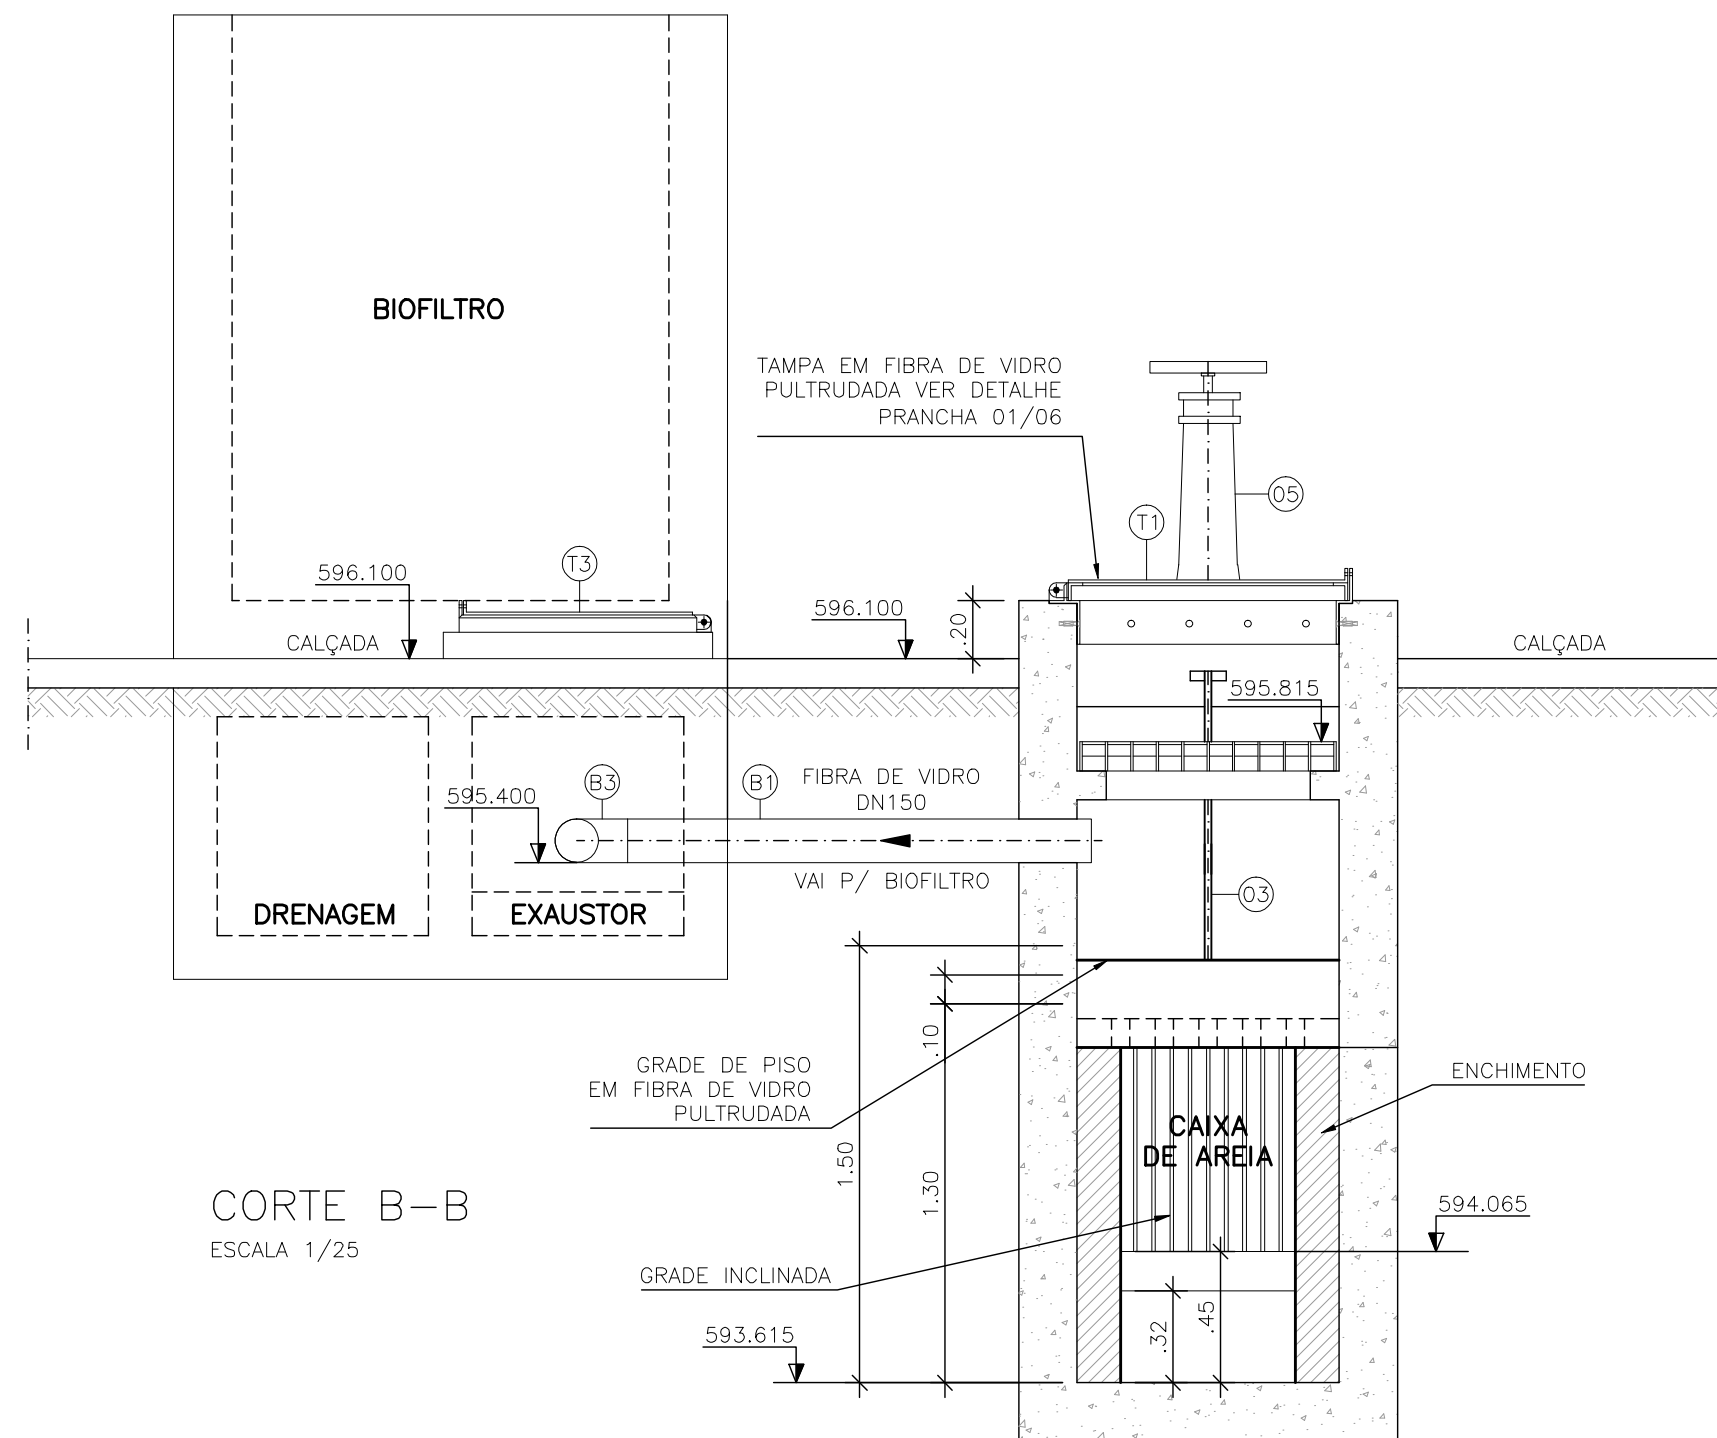 BIOFILTRO
TAMPA EM FIBRA DE VIDRO
PULTRUDADA VER DETALHE
PRANCHA 01/06
05
T1
T3
596.100
596.100
.20
CALÇADA
CALÇADA
595.815
B3
B1
FIBRA DE VIDRO
DN150
595.400
VAI P/ BIOFILTRO
03
DRENAGEM
EXAUSTOR
.10
GRADE DE PISO
EM FIBRA DE VIDRO
PULTRUDADA
ENCHIMENTO
CAIXA
DE AREIA
1.50
1.30
CORTE B-B
ESCALA 1/25
594.065
GRADE INCLINADA
593.615
.32
.45